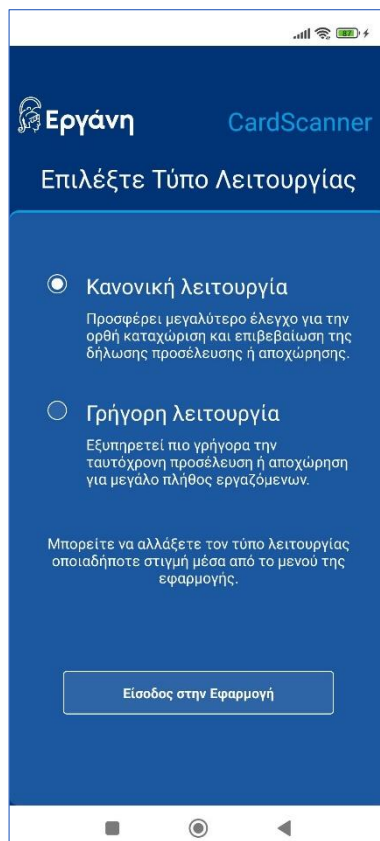 87
Εργάνη
CardScanner
Επιλέξτε Τύπο Λειτουργίας
Κανονική λειτουργία
Προσφέρει μεγαλύτερο έλεγχο για την
ορθή καταχώριση και επιβεβαίωση της
δήλωσης προσέλευσης ή αποχώρησης.
Γρήγορη λειτουργία
Εξυπηρετεί πιο γρήγορα την
ταυτόχρονη προσέλευση ή αποχώρηση
για μεγάλο πλήθος εργαζόμενων.
Μπορείτε να αλλάξετε τον τύπο λειτουργίας
οποιαδήποτε στιγμή μέσα από το μενού της
εφαρμογής.
Είσοδος στην Εφαρμογή